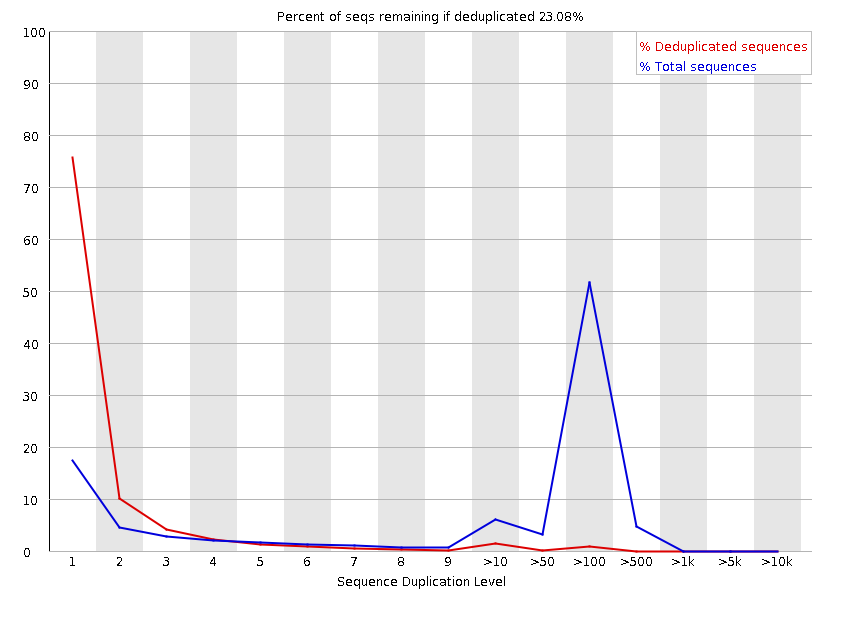 Percent of seqs remaining if deduplicated 23.08%
% Deduplicated sequences
% Total sequences
100
90
80
70
60
50
40
30
20
10
0
1 2 3 4 5 6 7 8 9 >10 >50 >100 >500 >1k >5k >10k
Sequence Duplication Level